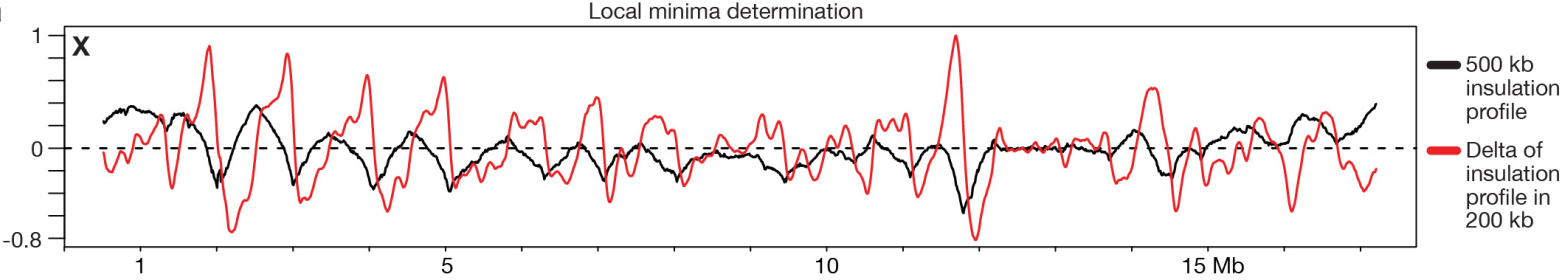 Local minima determination
X
1
0
-0.8
1
5
10
15 Mb
500 kb
insulation
profile
Delta of
insulation
profile in
200 kb